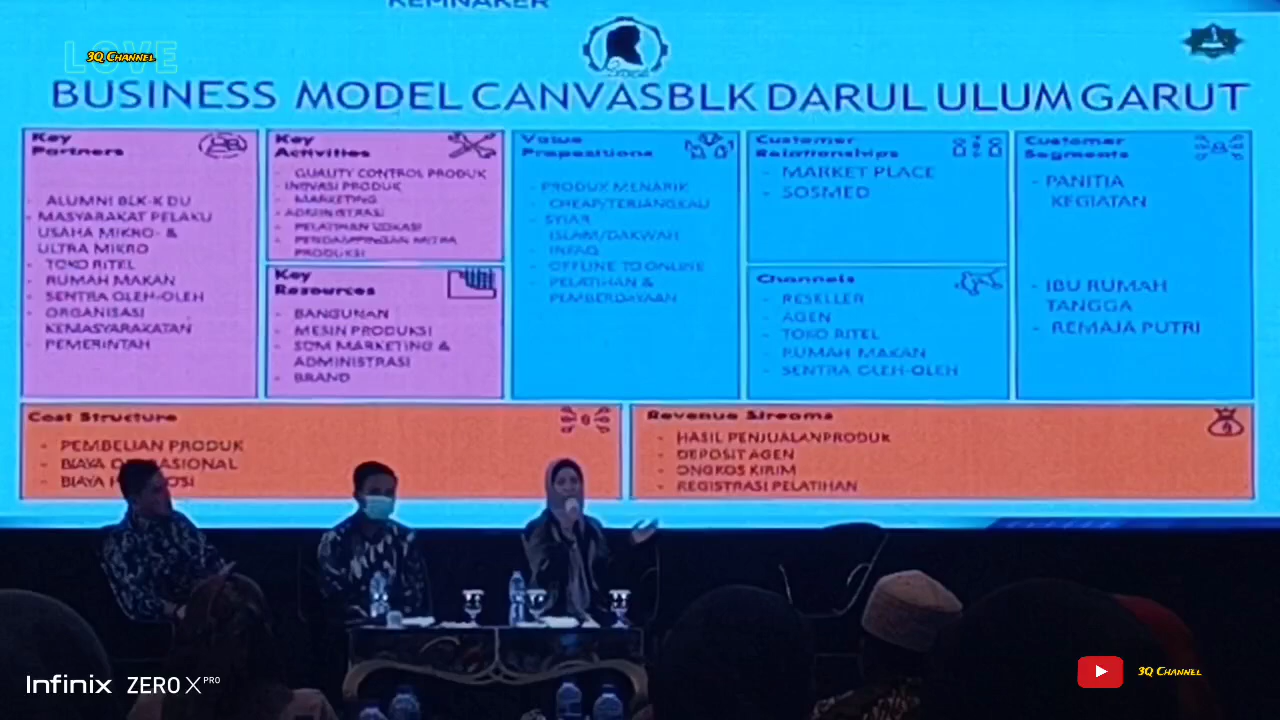 KEMNAKER
LOVE
3Q CHANNEL
BUSINESS MODEL CANVASBLK DARUL ULUM GARUT
Key
Partners
- ALUMNI BLK-K DU
- MASYARAKAT PELAKU
USAHA MIKRO- &
ULTRA MIKRO
- TOKO RITEL
- RUMAH MAKAN
- SENTRA OLEH-OLEH
- ORGANISASI
KEMASYARAKATAN
- PEMERINTAH
Key
Activities
- QUALITY CONTROL PRODUK
- INOVASI PRODUK
- MARKETING
- ADMINISTRASI
- PELATIHAN VOKASI
- PENDAMPINGAN MITRA
PRODUKSI
Key
Resources
- BANGUNAN
- MESIN PRODUKSI
- SDM MARKETING &
ADMINISTRASI
- BRAND
Value
Propositions
- PRODUK MENARIK
- CHEAP/TERJANGKAU
- SYIAR
ISLAM/DAKWAH
- INFAQ
- OFFLINE TO ONLINE
- PELATIHAN &
PEMBERDAYAAN
Customer
Relationships
- MARKET PLACE
- SOSMED
Channels
- RESELLER
- AGEN
- TOKO RITEL
- RUMAH MAKAN
- SENTRA OLEH-OLEH
Customer
Segments
- PANITIA
KEGIATAN
- IBU RUMAH
TANGGA
- REMAJA PUTRI
Cost Structure
- PEMBELIAN PRODUK
- BIAYA
- BIAYA
Revenue Streams
- HASIL PENJUALANPRODUK
- DEPOSIT AGEN
- ONGKOS KIRIM
- REGISTRASI PELATIHAN
Infinix ZERO X PRO
3Q CHANNEL